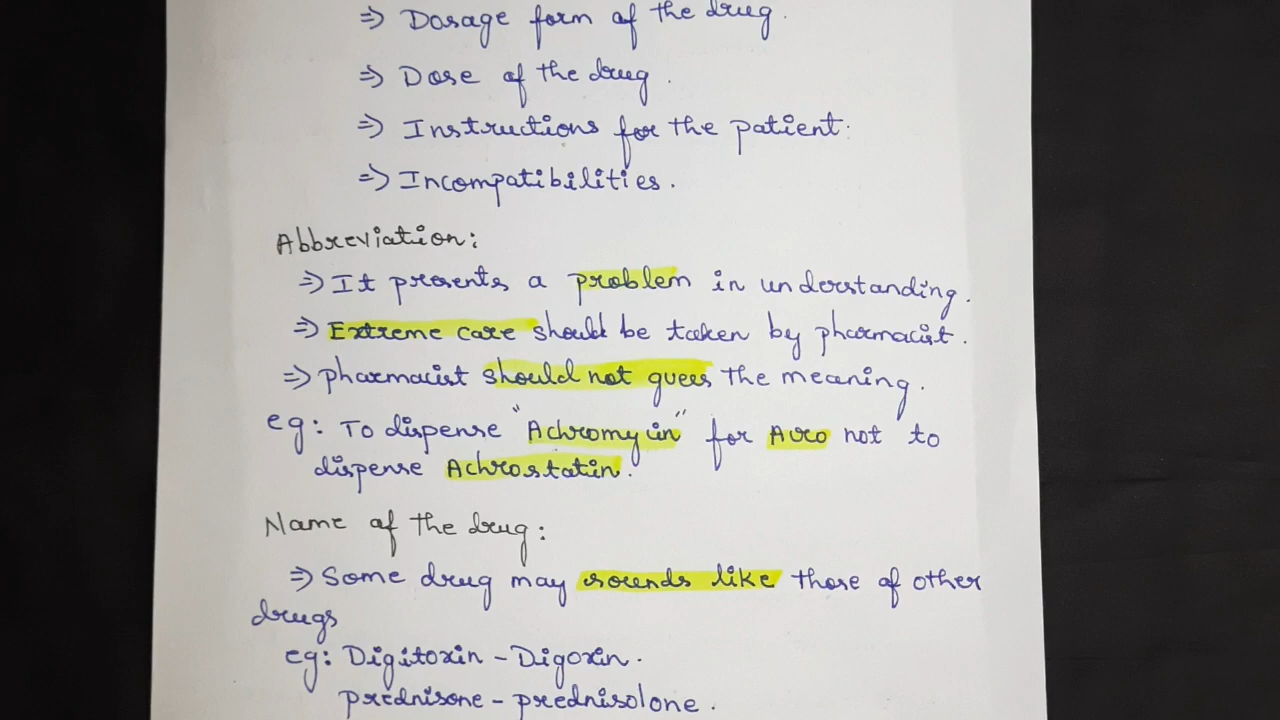 ⇒ Dosage form of the drug.
⇒ Dose of the drug.
⇒ Instructions for the patient.
⇒ Incompatibilities.
Abbreviation:
⇒ It presents a problem in understanding.
⇒ Extreme care should be taken by pharmacist.
⇒ pharmacist should not guess the meaning.
eg: To dispense "Achromycin" for Acro not to
dispense Achrostatin.
Name of the drug:
⇒ Some drug may sounds like those of other
drugs
eg: Digitoxin - Digoxin.
prednisone - prednisolone.